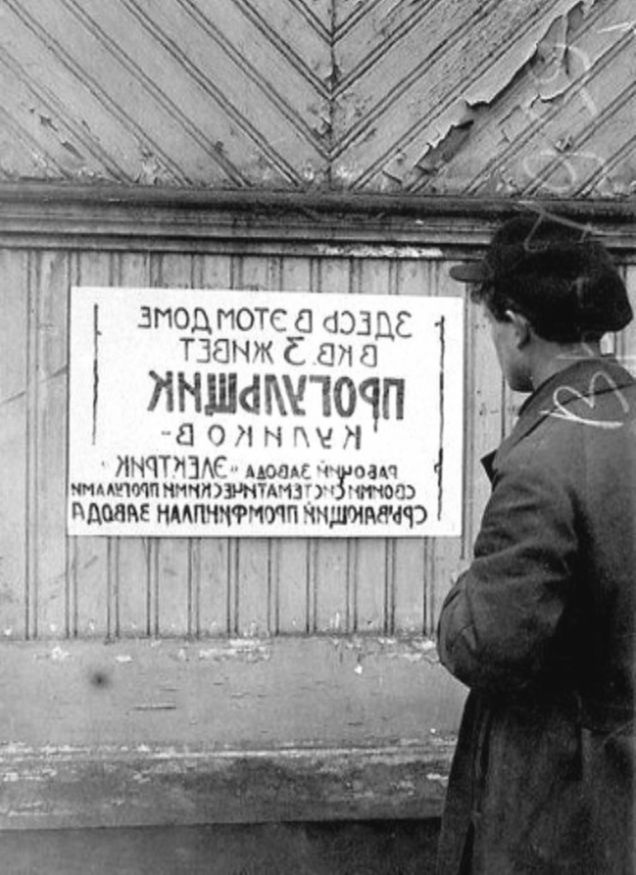 ЗДЕСЬ В ЭТОМ ДОМЕ
В КВ. 3 ЖИВЕТ
ПРОГУЛЬЩИК
КУЛИКОВ-
РАБОЧИЙ ЗАВОДА "ЭЛЕКТРИК"
СВОИМИ СИСТЕМАТИЧЕСКИМИ ПРОГУЛАМИ
СРЫВАЮЩИЙ ПРОМФИНПЛАН ЗАВОДА